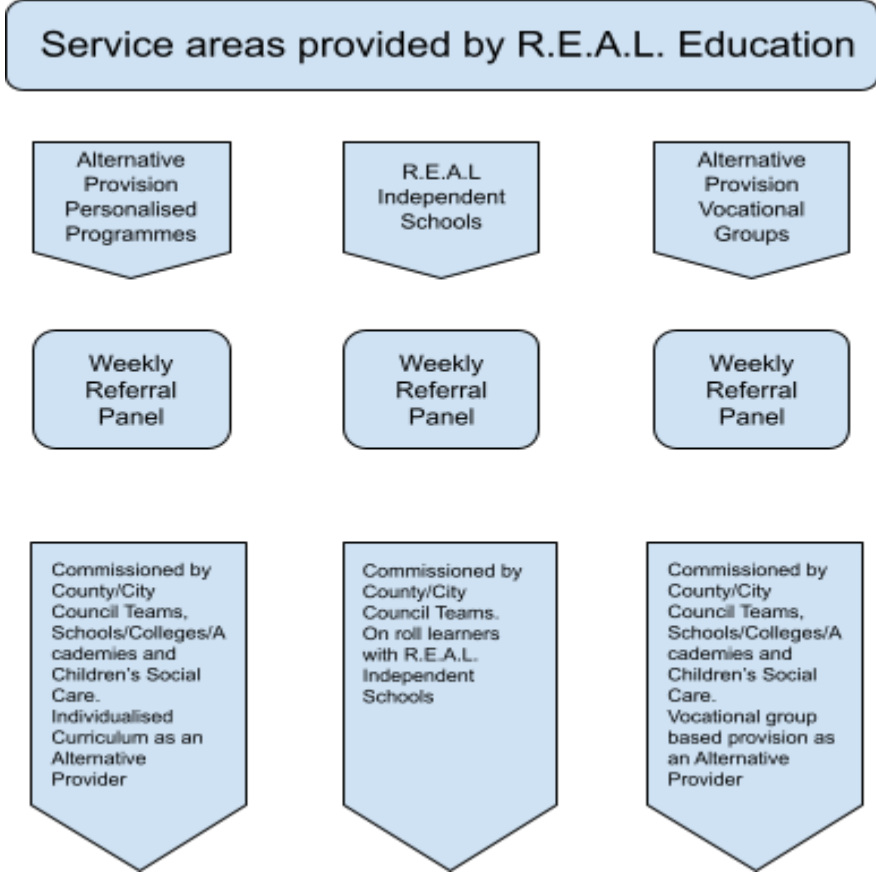 Service areas provided by R.E.A.L. Education
Alternative
Provision
Personalised
Programmes
R.E.A.L
Independent
Schools
Alternative
Provision
Vocational
Groups
Weekly
Referral
Panel
Weekly
Referral
Panel
Weekly
Referral
Panel
Commissioned by
County/City
Council Teams,
Schools/Colleges/A
cademies and
Children's Social
Care.
Individualised
Curriculum as an
Alternative
Provider
Commissioned by
County/City
Council Teams.
On roll learners
with R.E.A.L.
Independent
Schools
Commissioned by
County/City
Council Teams,
Schools/Colleges/A
cademies and
Children's Social
Care.
Vocational group
based provision as
an Alternative
Provider